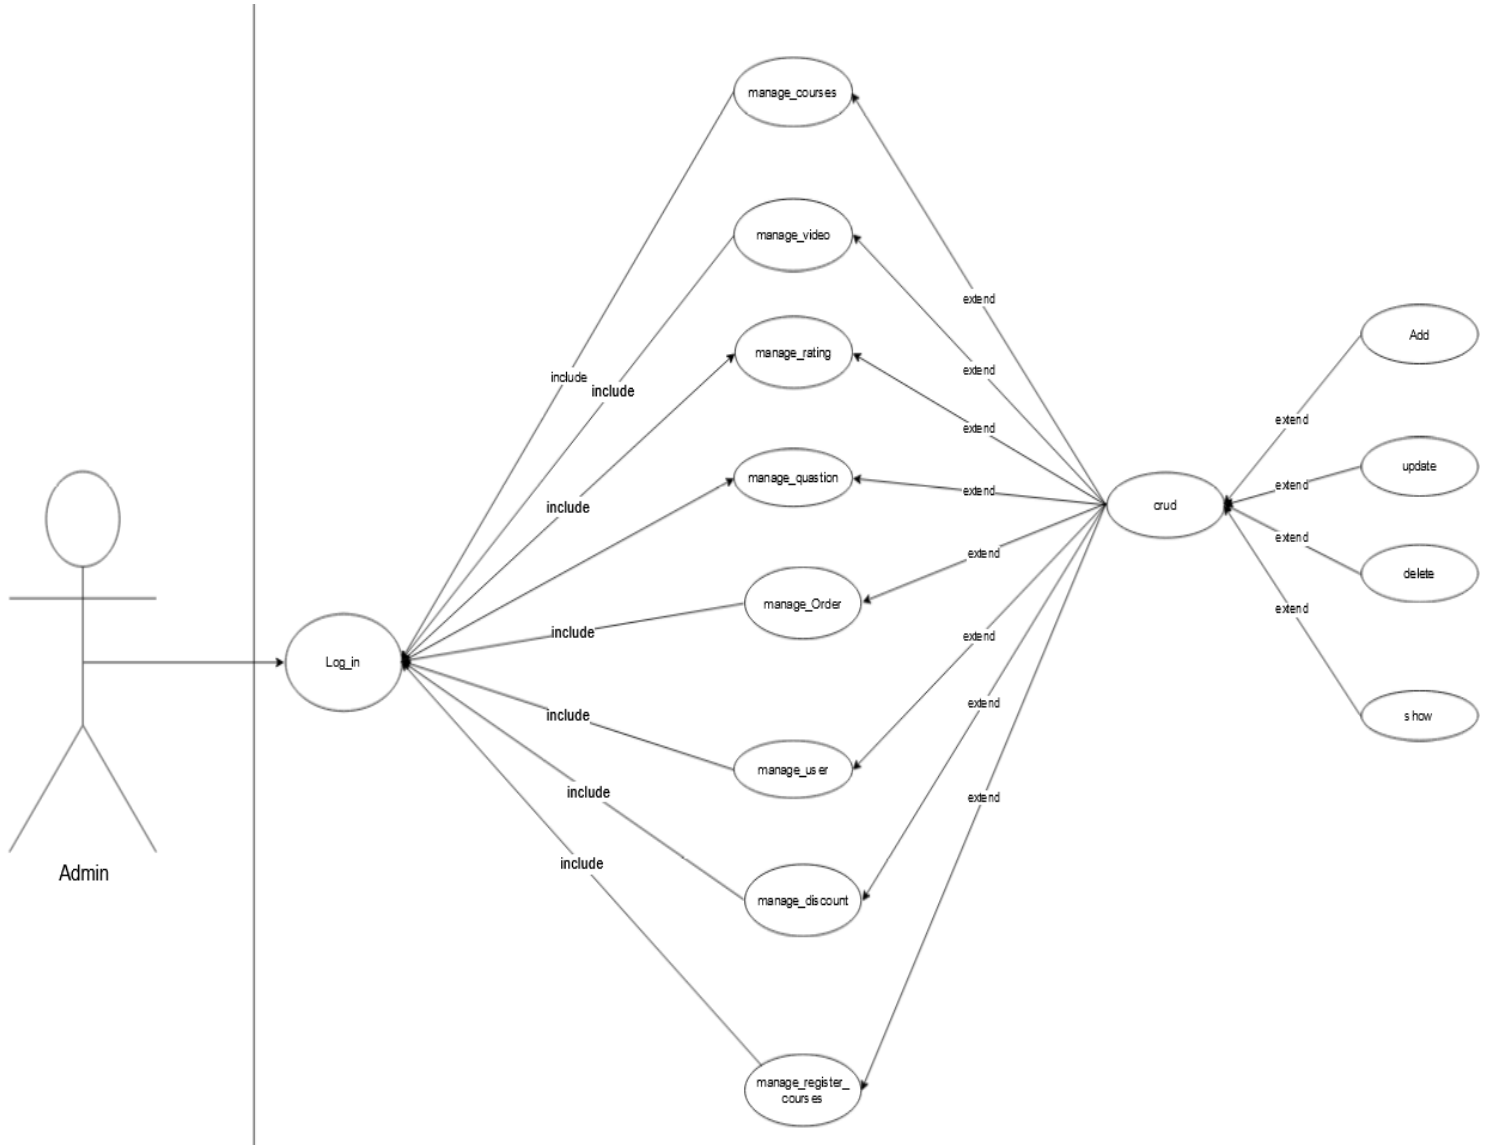 manage_courses
manage_video
extend
Add
manage_rating
extend
include
include
extend
extend
update
manage_quastion
extend
extend
crud
include
extend
extend
delete
manage_Order
extend
include
extend
Log_in
extend
include
show
manage_user
extend
include
extend
include
Admin
manage_discount
manage_register_
courses